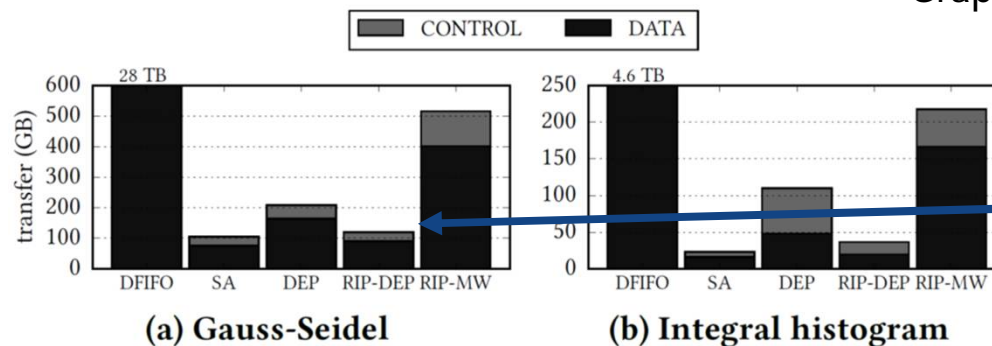 Grap
CONTROL DATA
28 TB
600
500
400
300
200
100
0
transfer (GB)
DFIFO SA DEP RIP-DEP RIP-MW
(a) Gauss-Seidel
4.6 TB
250
200
150
100
50
0
DFIFO SA DEP RIP-DEP RIP-MW
(b) Integral histogram